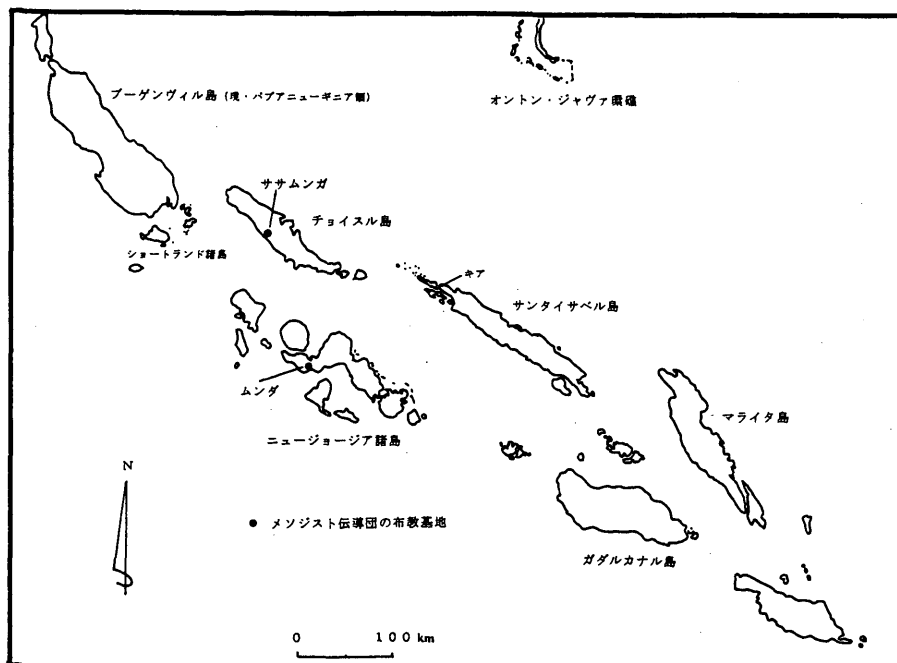 ブーゲンヴィル島(現・パプアニューギニア領)
オントン・ジャヴァ環礁
ササムンガ
チョイスル島
ショートランド諸島
キア
サンタイサベル島
ムンダ
マライタ島
ニュージョージア諸島
N
● メソジスト伝導団の布教基地
ガダルカナル島
0 100 km